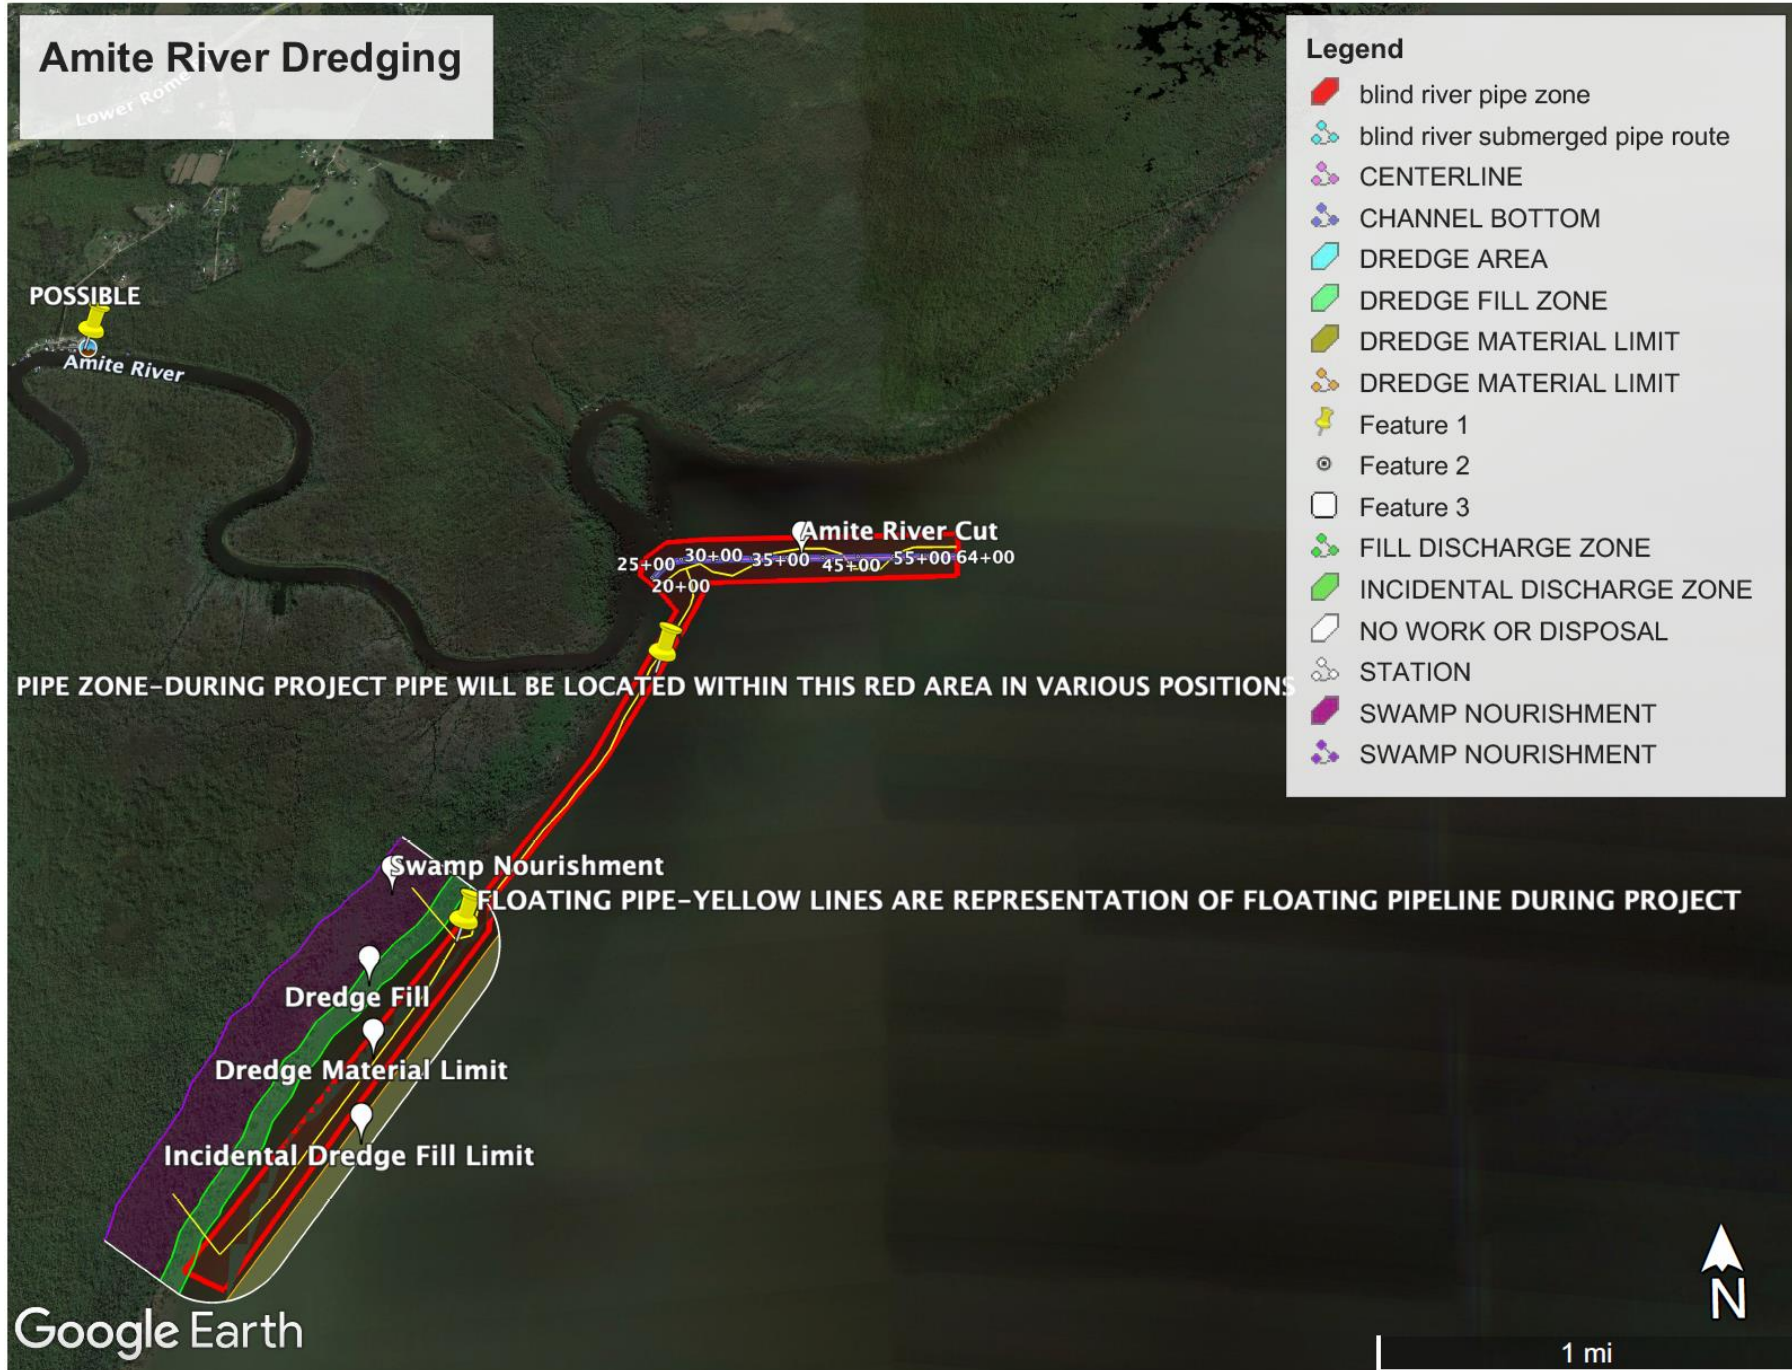 Amite River Dredging
Lower Rome
POSSIBLE
Amite River
Amite River Cut
25+00
30+00
35+00
45+00
55+00
64+00
20+00
PIPE ZONE-DURING PROJECT PIPE WILL BE LOCATED WITHIN THIS RED AREA IN VARIOUS POSITIONS
Swamp Nourishment
FLOATING PIPE-YELLOW LINES ARE REPRESENTATION OF FLOATING PIPELINE DURING PROJECT
Dredge Fill
Dredge Material Limit
Incidental Dredge Fill Limit
Legend
blind river pipe zone
blind river submerged pipe route
CENTERLINE
CHANNEL BOTTOM
DREDGE AREA
DREDGE FILL ZONE
DREDGE MATERIAL LIMIT
DREDGE MATERIAL LIMIT
Feature 1
Feature 2
Feature 3
FILL DISCHARGE ZONE
INCIDENTAL DISCHARGE ZONE
NO WORK OR DISPOSAL
STATION
SWAMP NOURISHMENT
SWAMP NOURISHMENT
Google Earth
N
1 mi